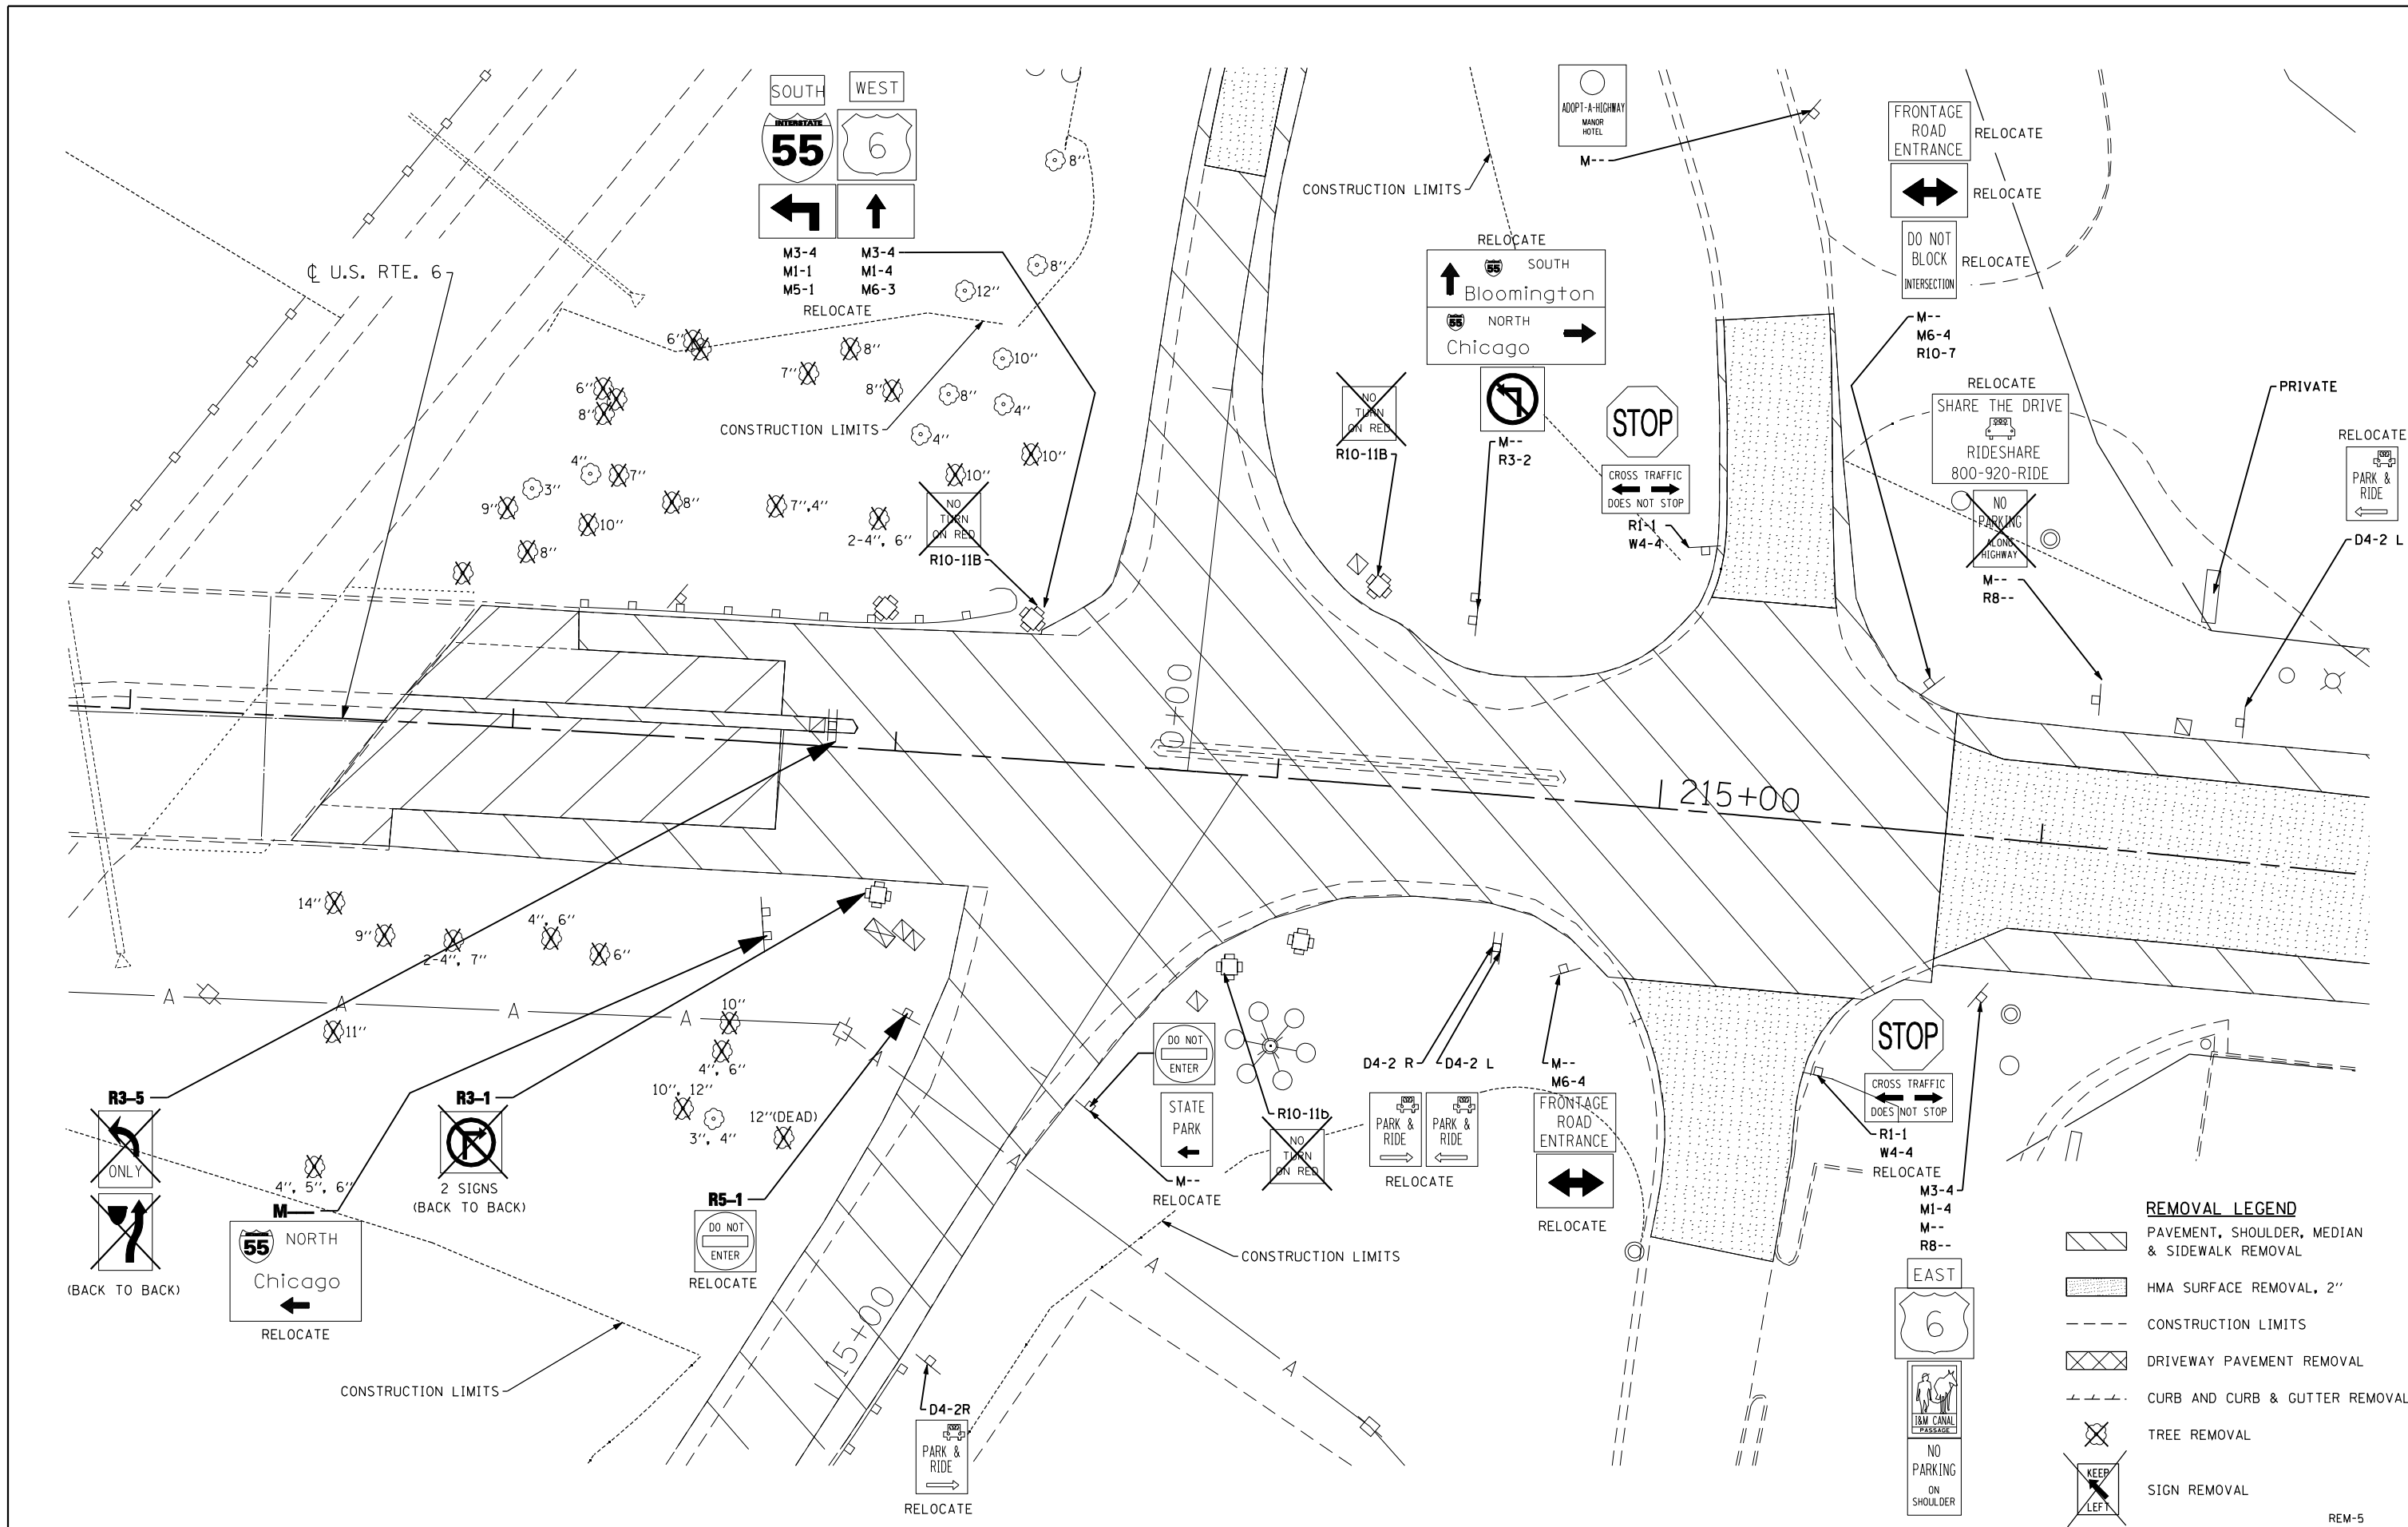 SOUTH
WEST
INTERSTATE
55
6
M3-4
M1-1
M5-1
M3-4
M1-4
M6-3
RELOCATE
℄ U.S. RTE. 6
8''
8''
12''
10''
8''
4''
4''
10''
10''
6''
7''
8''
8''
6''
8''
4''
7''
3''
9''
10''
8''
8''
7'',4''
2-4'', 6''
CONSTRUCTION LIMITS
NO
TURN
ON RED
R10-11B
ADOPT-A-HIGHWAY
MANOR
HOTEL
M--
CONSTRUCTION LIMITS
RELOCATE
55 SOUTH
Bloomington
55 NORTH
Chicago
M--
R3-2
NO
TURN
ON RED
R10-11B
STOP
CROSS TRAFFIC
DOES NOT STOP
R1-1
W4-4
FRONTAGE
ROAD
ENTRANCE
RELOCATE
RELOCATE
DO NOT
BLOCK
INTERSECTION
RELOCATE
M--
M6-4
R10-7
RELOCATE
SHARE THE DRIVE
RIDESHARE
800-920-RIDE
NO
PARKING
ALONG
HIGHWAY
M--
R8--
PRIVATE
RELOCATE
PARK &
RIDE
D4-2 L
0+00
215+00
14''
9''
2-4'', 7''
4'', 6''
6''
A
A
A
A
A
A
A
A
11''
10''
4'', 6''
10'', 12''
3'', 4''
12''(DEAD)
4'', 5'', 6''
R3-5
ONLY
(BACK TO BACK)
R3-1
2 SIGNS
(BACK TO BACK)
M--
55 NORTH
Chicago
RELOCATE
R5-1
DO NOT
ENTER
RELOCATE
CONSTRUCTION LIMITS
15+00
DO NOT
ENTER
STATE
PARK
M--
RELOCATE
R10-11b
NO
TURN
ON RED
CONSTRUCTION LIMITS
D4-2R
PARK &
RIDE
RELOCATE
D4-2 R
D4-2 L
PARK &
RIDE
PARK &
RIDE
RELOCATE
M--
M6-4
FRONTAGE
ROAD
ENTRANCE
RELOCATE
STOP
CROSS TRAFFIC
DOES NOT STOP
R1-1
W4-4
RELOCATE
M3-4
M1-4
M--
R8--
EAST
6
I&M CANAL
PASSAGE
NO
PARKING
ON
SHOULDER
REMOVAL LEGEND
PAVEMENT, SHOULDER, MEDIAN
& SIDEWALK REMOVAL
HMA SURFACE REMOVAL, 2''
CONSTRUCTION LIMITS
DRIVEWAY PAVEMENT REMOVAL
CURB AND CURB & GUTTER REMOVAL
TREE REMOVAL
KEEP
LEFT
SIGN REMOVAL
REM-5